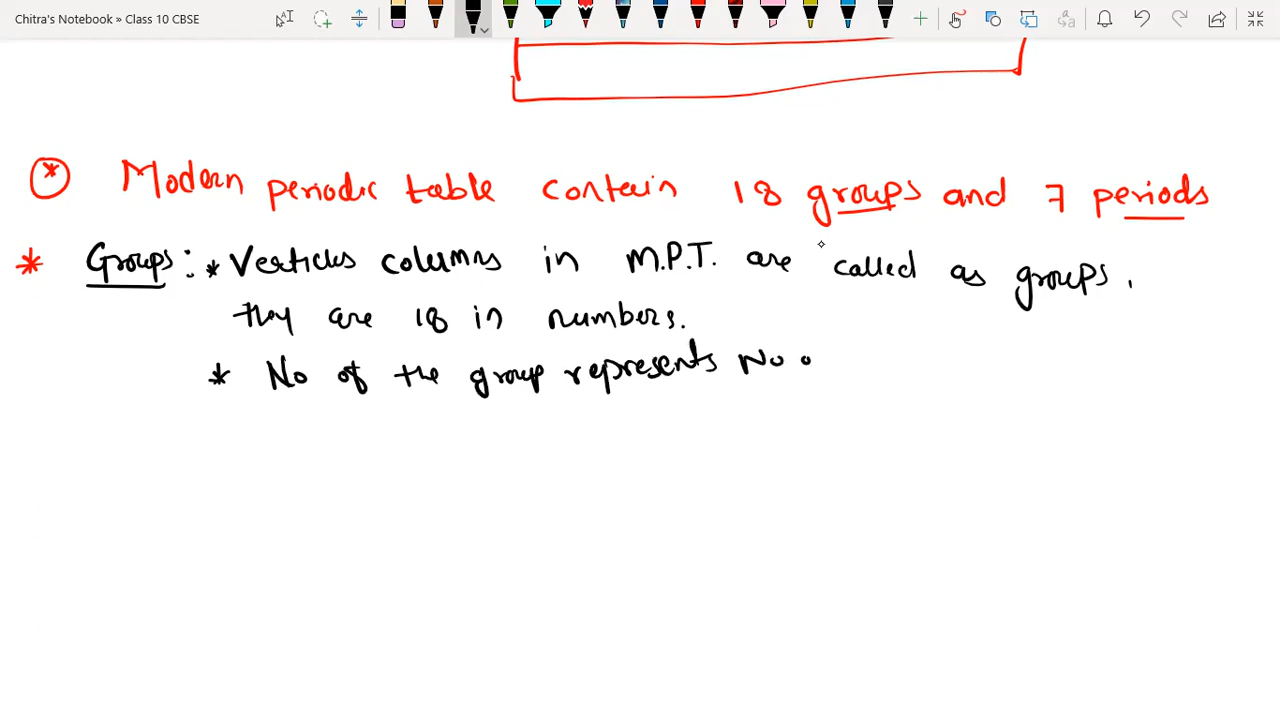 Chitra's Notebook » Class 10 CBSE
* Modern periodic table contain 18 groups and 7 periods
* Groups: * Verticles columns in M.P.T. are called as groups.
They are 18 in numbers.
* No of the group represents No o